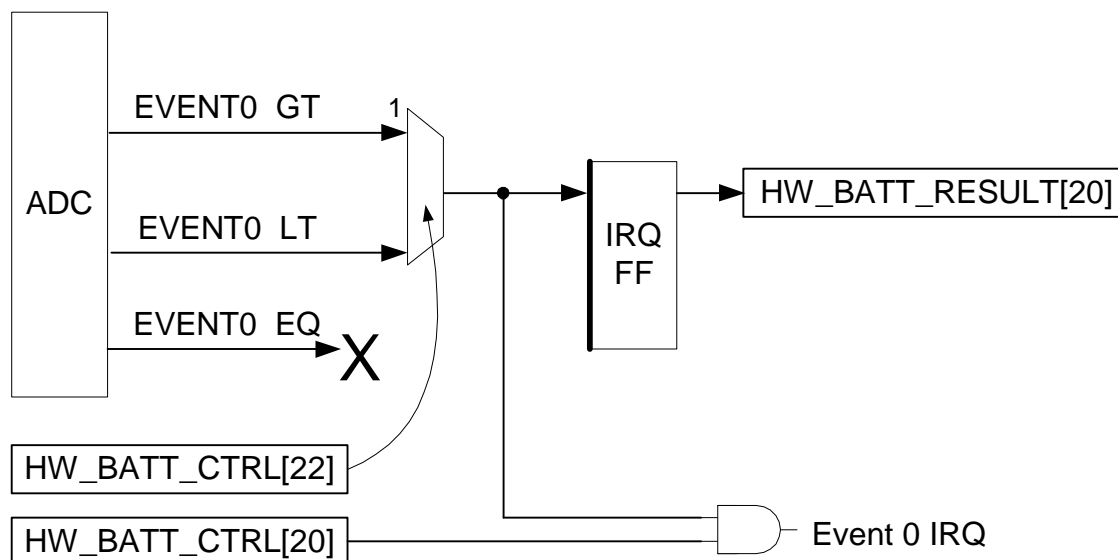 EVENT0 GT
1
ADC
HW_BATT_RESULT[20]
EVENT0 LT
IRQ
FF
EVENT0 EQ
X
HW_BATT_CTRL[22]
HW_BATT_CTRL[20]
Event 0 IRQ